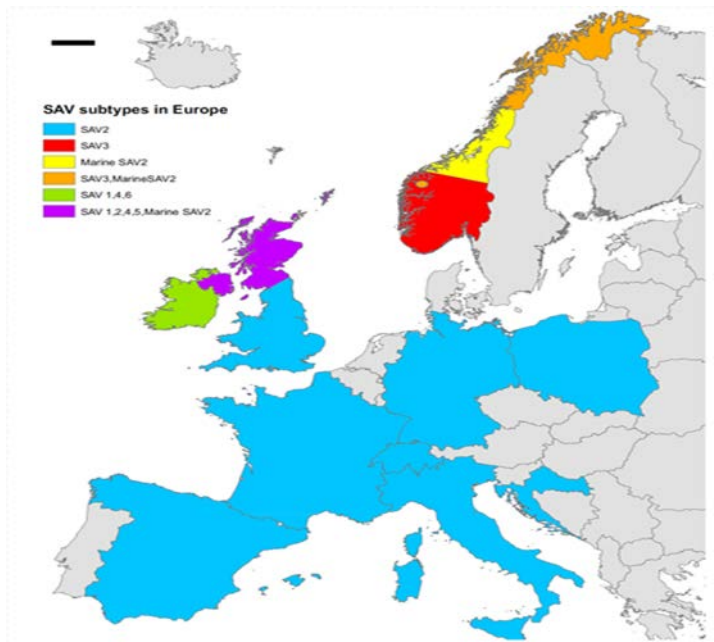 SAV subtypes in Europe
SAV2
SAV3
Marine SAV2
SAV3,MarineSAV2
SAV 1,4,6
SAV 1,2,4,5,Marine SAV2